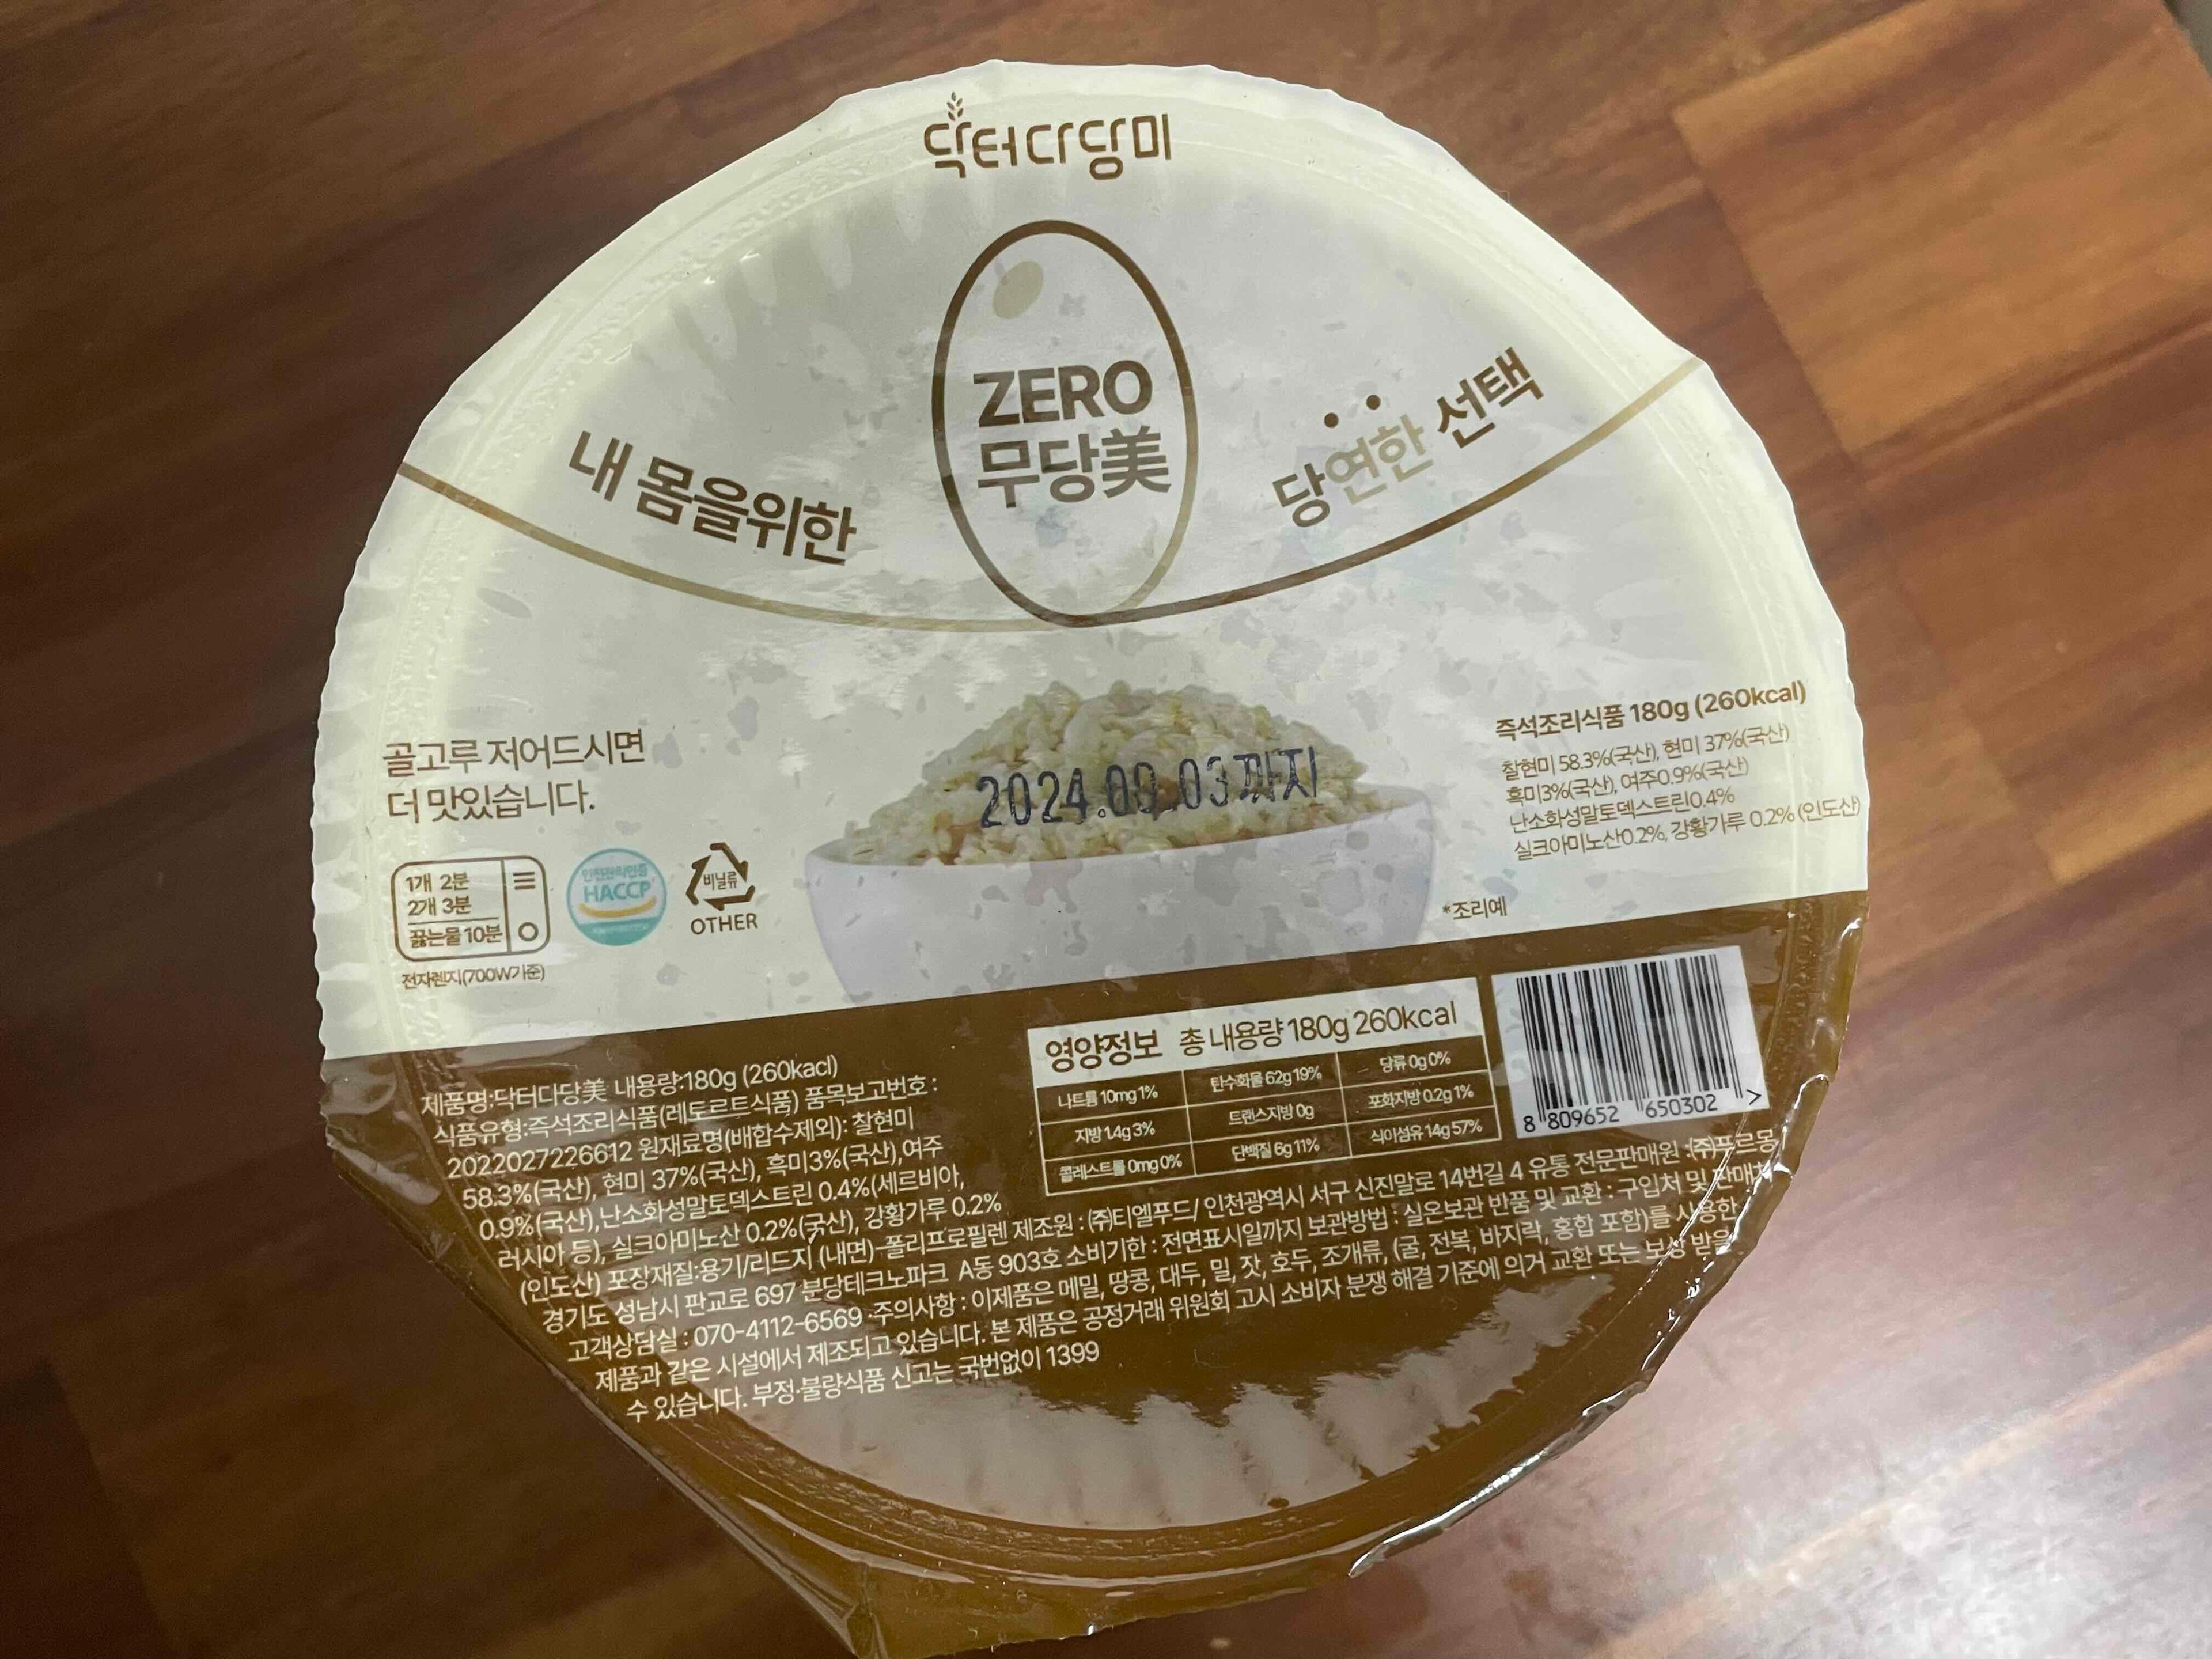 닥터다당미
ZERO
무당美
내 몸을위한
당연한 선택
골고루 저어드시면
더 맛있습니다.
1개 2분
2개 3분
끓는물 10분
전자렌지(700W기준)
안전관리인증
HACCP
비닐류
OTHER
2024.09.03까지
즉석조리식품 180g (260kcal)
찰현미 58.3%(국산), 현미 37%(국산)
흑미3%(국산), 여주0.9%(국산)
난소화성말토덱스트린0.4%
실크아미노산0.2%, 강황가루 0.2% (인도산)
*조리예
영양정보 총 내용량 180g 260kcal
나트륨 10mg 1% 탄수화물 62g 19% 당류 0g 0%
지방 1.4g 3% 트랜스지방 0g 포화지방 0.2g 1%
콜레스트롤 0mg 0% 단백질 6g 11% 식이섬유 14g 57%
8 809652 650302 >
제품명:닥터다당美 내용량:180g (260kacl)
식품유형:즉석조리식품(레토르트식품) 품목보고번호 :
2022027226612 원재료명(배합수제외): 찰현미
58.3%(국산), 현미 37%(국산), 흑미3%(국산),여주
0.9%(국산),난소화성말토덱스트린 0.4%(세르비아,
러시아 등), 실크아미노산 0.2%(국산), 강황가루 0.2%
(인도산) 포장재질:용기/리드지 (내면)-폴리프로필렌 제조원 : (주)티엘푸드/ 인천광역시 서구 신진말로 14번길 4 유통 전문판매원 :(주)푸르몽/
경기도 성남시 판교로 697 분당테크노파크 A동 903호 소비기한 : 전면표시일까지 보관방법 : 실온보관 반품 및 교환 : 구입처 및 판매처
고객상담실 : 070-4112-6569 ·주의사항 : 이제품은 메밀, 땅콩, 대두, 밀, 잣, 호두, 조개류, (굴, 전복, 바지락, 홍합 포함)를 사용한
제품과 같은 시설에서 제조되고 있습니다. 본 제품은 공정거래 위원회 고시 소비자 분쟁 해결 기준에 의거 교환 또는 보상 받을
수 있습니다. 부정·불량식품 신고는 국번없이 1399